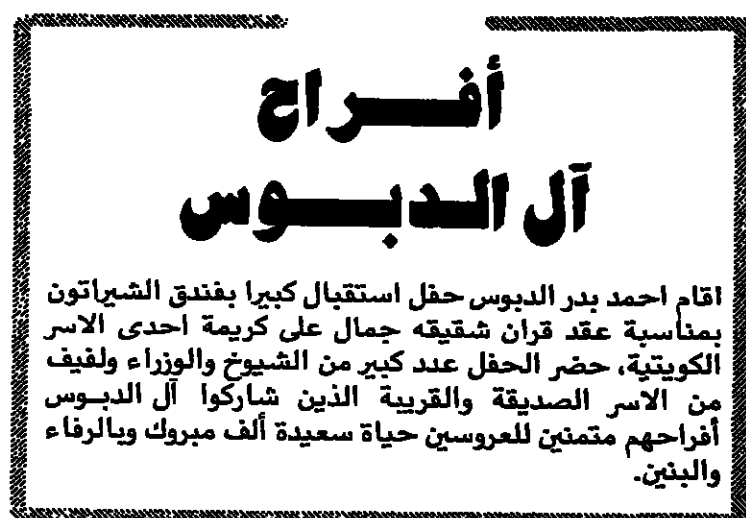 أفـــراح
آل الدبـــوس
اقام احمد بدر الدبوس حفل استقبال كبيرا بفندق الشيراتون
بمناسبة عقد قران شقيقه جمال على كريمة احدى الاسر
الكويتية، حضر الحفل عدد كبير من الشيوخ والوزراء ولفيف
من الاسر الصديقة والقريبة الذين شاركوا آل الدبـوس
أفراحهم متمنين للعروسين حياة سعيدة ألف مبروك وبالرفاء
والبنين.